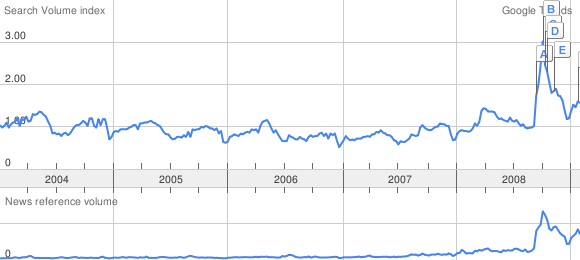 Search Volume index
Google Trends
B
D
3.00
E
A
2.00
1.00
0
2004
2005
2006
2007
2008
News reference volume
0